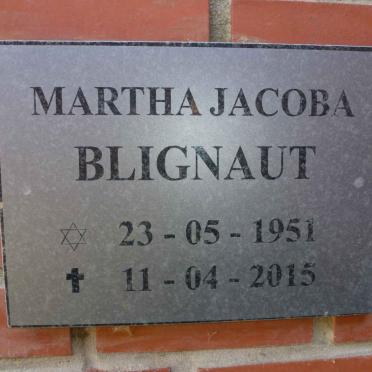 MARTHA JACOBA
BLIGNAUT
✡ 23 - 05 - 1951
✝ 11 - 04 - 2015